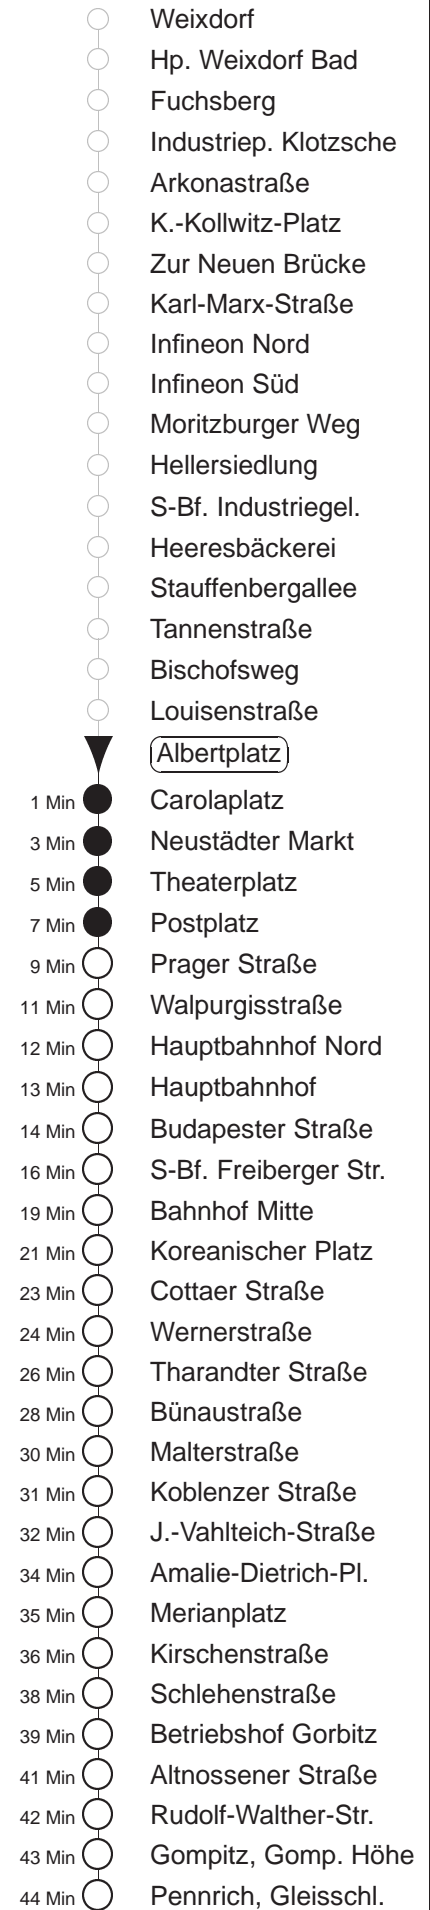 Weixdorf
Hp. Weixdorf Bad
Fuchsberg
Industriep. Klotzsche
Arkonastraße
K.-Kollwitz-Platz
Zur Neuen Brücke
Karl-Marx-Straße
Infineon Nord
Infineon Süd
Moritzburger Weg
Hellersiedlung
S-Bf. Industriegel.
Heeresbäckerei
Stauffenbergallee
Tannenstraße
Bischofsweg
Louisenstraße
Albertplatz
1 Min Carolaplatz
3 Min Neustädter Markt
5 Min Theaterplatz
7 Min Postplatz
9 Min Prager Straße
11 Min Walpurgisstraße
12 Min Hauptbahnhof Nord
13 Min Hauptbahnhof
14 Min Budapester Straße
16 Min S-Bf. Freiberger Str.
19 Min Bahnhof Mitte
21 Min Koreanischer Platz
23 Min Cottaer Straße
24 Min Wernerstraße
26 Min Tharandter Straße
28 Min Bünaustraße
30 Min Malterstraße
31 Min Koblenzer Straße
32 Min J.-Vahlteich-Straße
34 Min Amalie-Dietrich-Pl.
35 Min Merianplatz
36 Min Kirschenstraße
38 Min Schlehenstraße
39 Min Betriebshof Gorbitz
41 Min Altnossener Straße
42 Min Rudolf-Walther-Str.
43 Min Gompitz, Gomp. Höhe
44 Min Pennrich, Gleisschl.